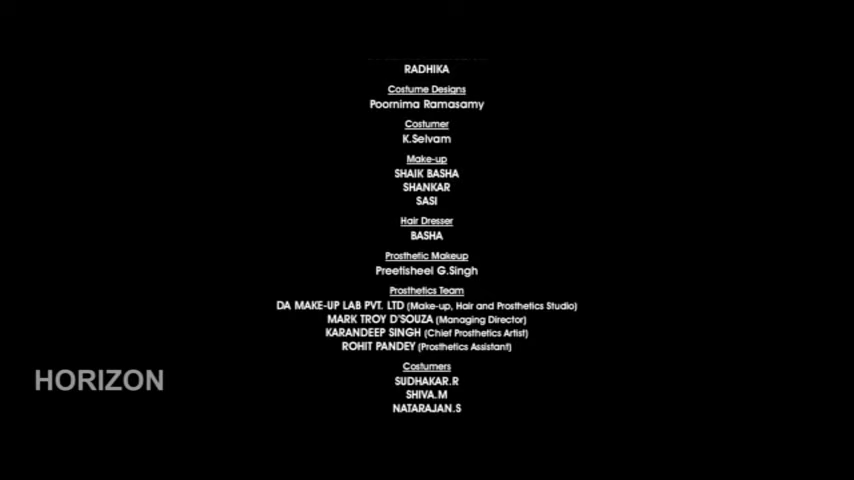 RADHIKA
Costume Designs
Poornima Ramasamy
Costumer
K.Selvam
Make-up
SHAIK BASHA
SHANKAR
SASI
Hair Dresser
BASHA
Prosthetic Makeup
Preetisheel G.Singh
Prosthetics Team
DA MAKE-UP LAB PVT. LTD (Make-up, Hair and Prosthetics Studio)
MARK TROY D'SOUZA (Managing Director)
KARANDEEP SINGH (Chief Prosthetics Artist)
ROHIT PANDEY (Prosthetics Assistant)
Costumers
SUDHAKAR.R
SHIVA.M
NATARAJAN.S
HORIZON